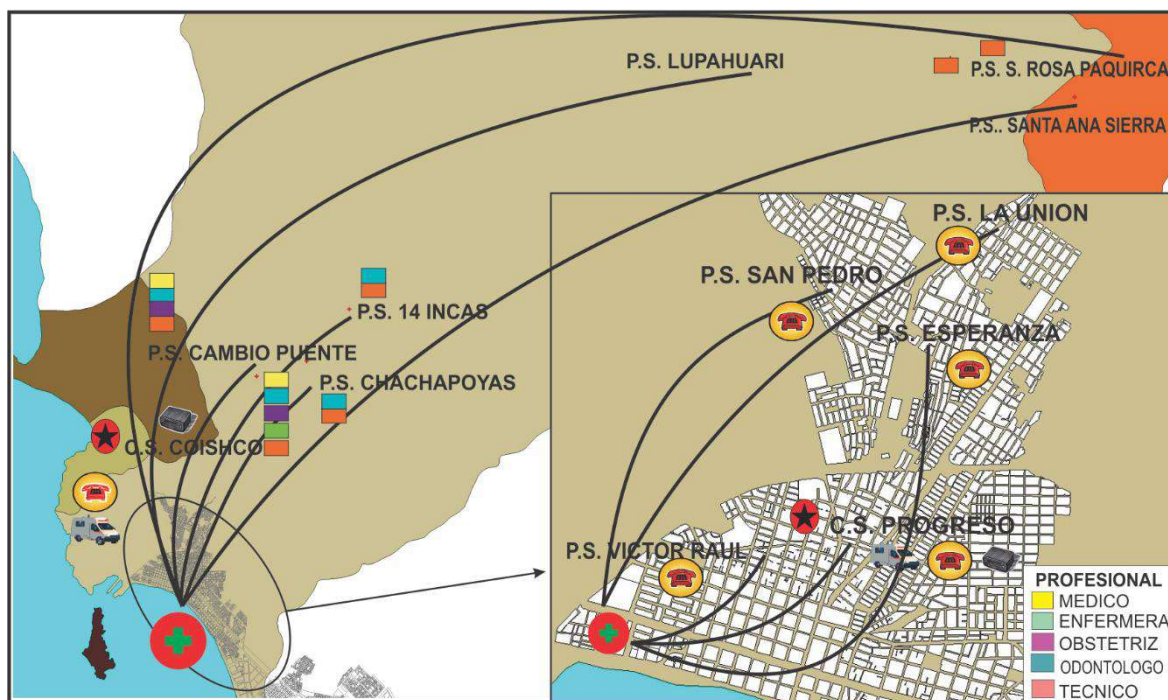 P.S. LUPAHUARI
P.S. S. ROSA PAQUIRCA
P.S.. SANTA ANA SIERRA
P.S. LA UNION
P.S. SAN PEDRO
P.S. 14 INCAS
P.S. ESPERANZA
P.S. CAMBIO PUENTE
P.S. CHACHAPOYAS
C.S. COISHCO
C.S. PROGRESO
P.S. VICTOR RAUL
PROFESIONAL
MEDICO
ENFERMERA
OBSTETRIZ
ODONTOLOGO
TECNICO